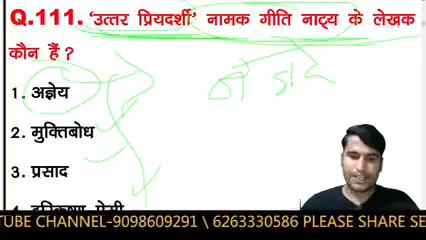 Q.111. 'उत्तर प्रियदर्शी' नामक गीति नाट्य के लेखक
कौन हैं ?
1. अज्ञेय
2. मुक्तिबोध
3. प्रसाद
TUBE CHANNEL-9098609291 \ 6263330586 PLEASE SHARE SE